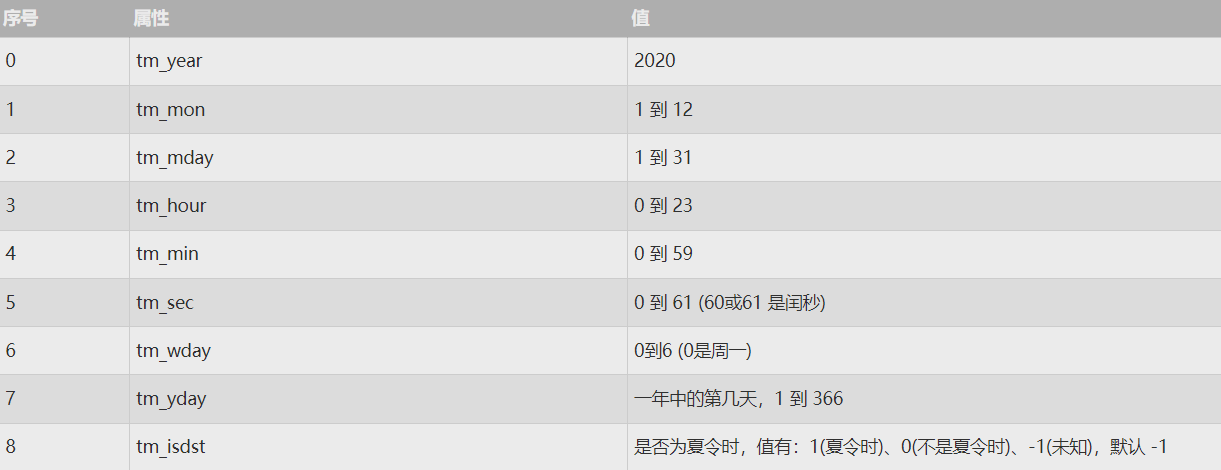 序号 属性 值
0 tm_year 2020
1 tm_mon 1 到 12
2 tm_mday 1 到 31
3 tm_hour 0 到 23
4 tm_min 0 到 59
5 tm_sec 0 到 61 (60或61 是闰秒)
6 tm_wday 0到6 (0是周一)
7 tm_yday 一年中的第几天，1 到 366
8 tm_isdst 是否为夏令时，值有：1(夏令时)、0(不是夏令时)、-1(未知)，默认 -1